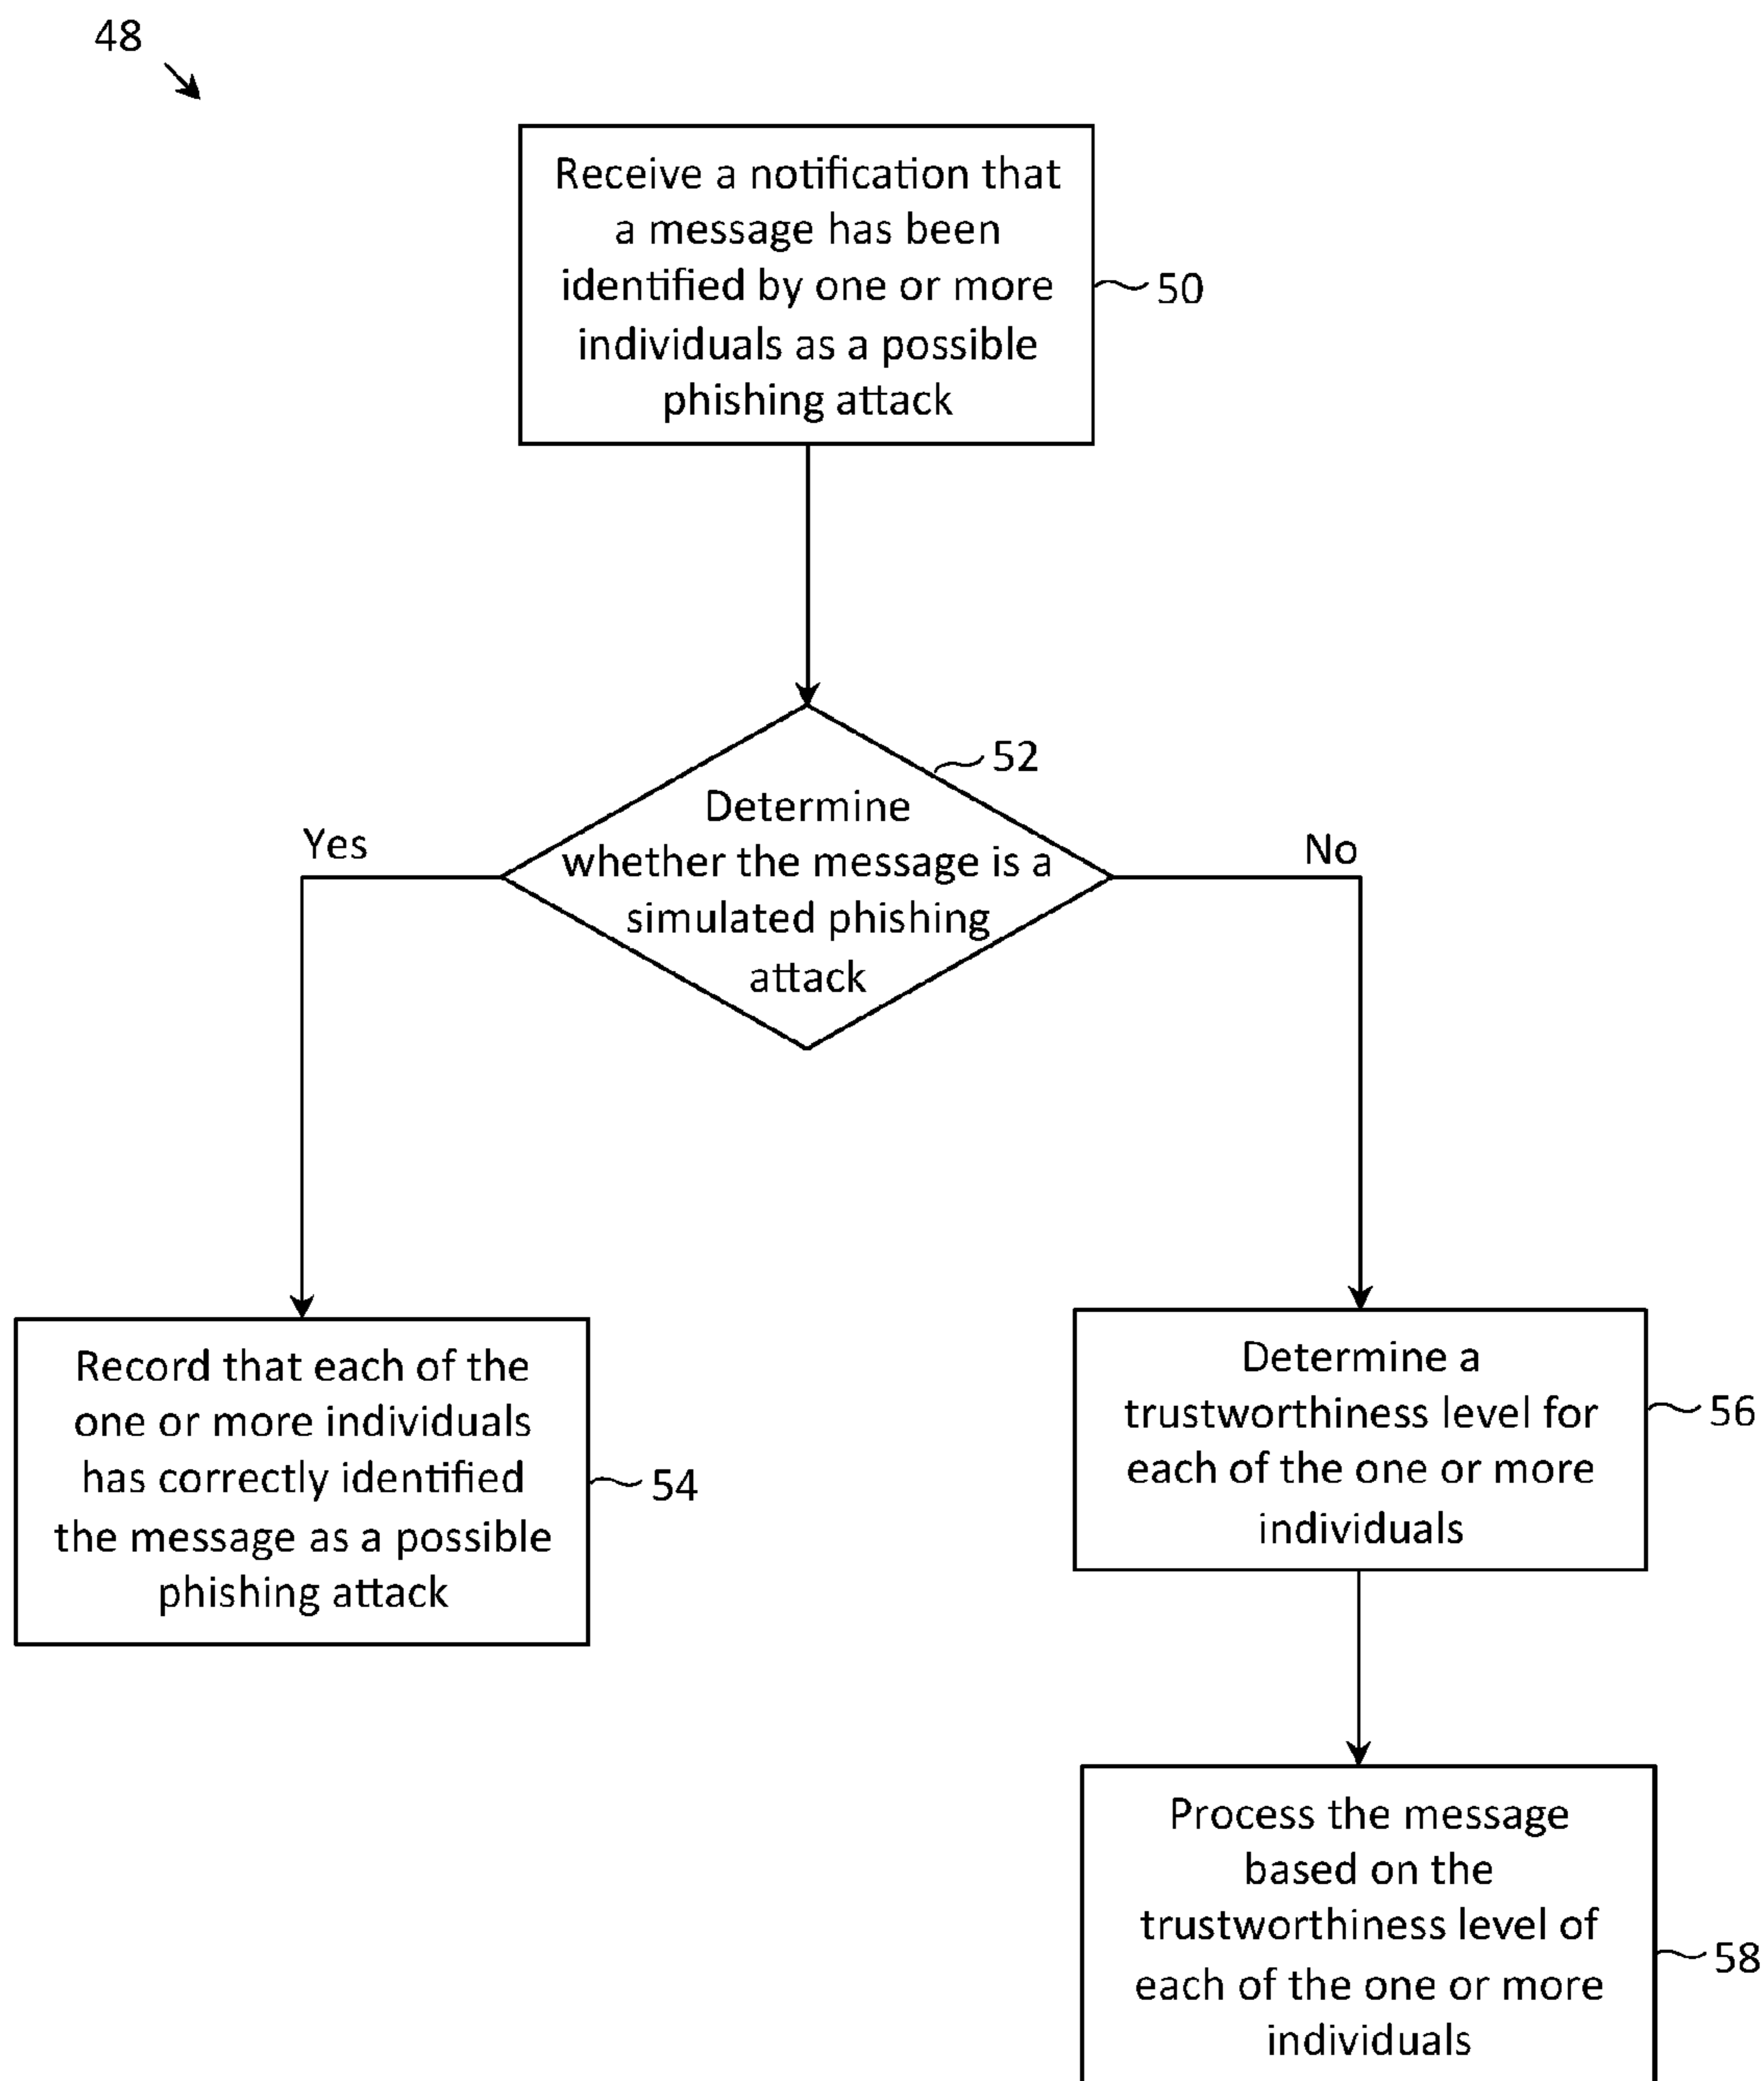 48
Receive a notification that
a message has been
identified by one or more
individuals as a possible
phishing attack
50
52
Determine
whether the message is a
simulated phishing
attack
Yes
No
Record that each of the
one or more individuals
has correctly identified
the message as a possible
phishing attack
54
Determine a
trustworthiness level for
each of the one or more
individuals
56
Process the message
based on the
trustworthiness level of
each of the one or more
individuals
58